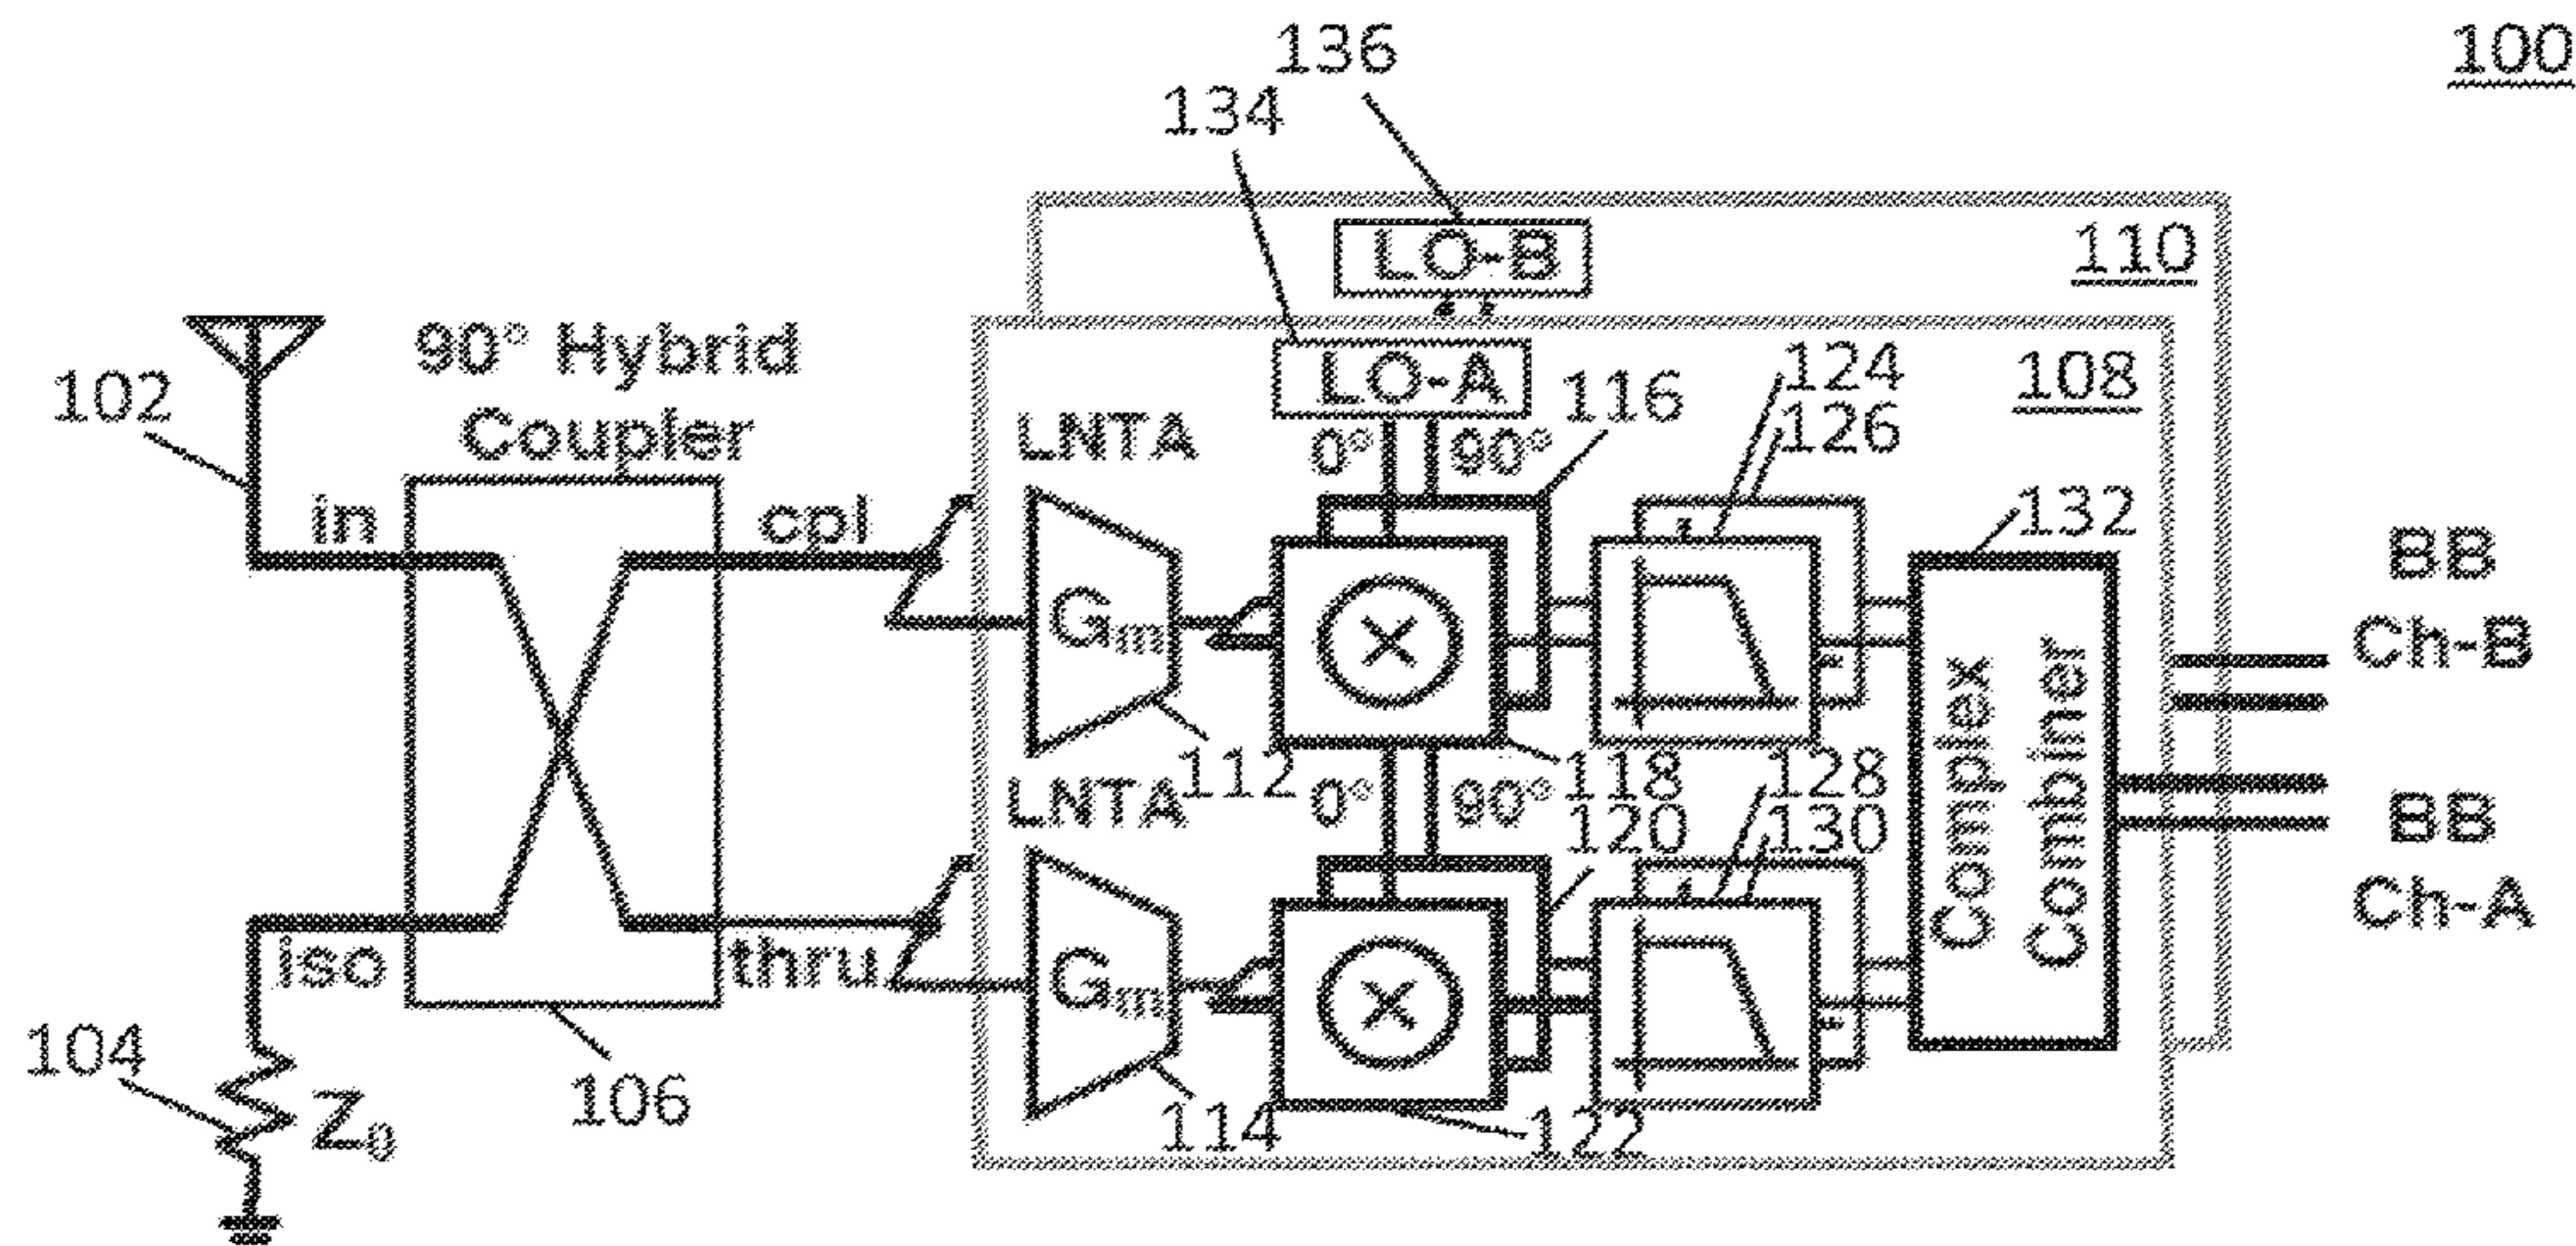 100
136
134
LO-B
110
90° Hybrid
Coupler
102
LO-A
108
124
126
116
LNTA
0°
90°
in
cpl
132
BB
Ch-B
Gm
Complex
Combiner
112
118
128
LNTA
0°
90°
120
130
BB
Ch-A
iso
thru
Gm
104
Z0
106
114
122